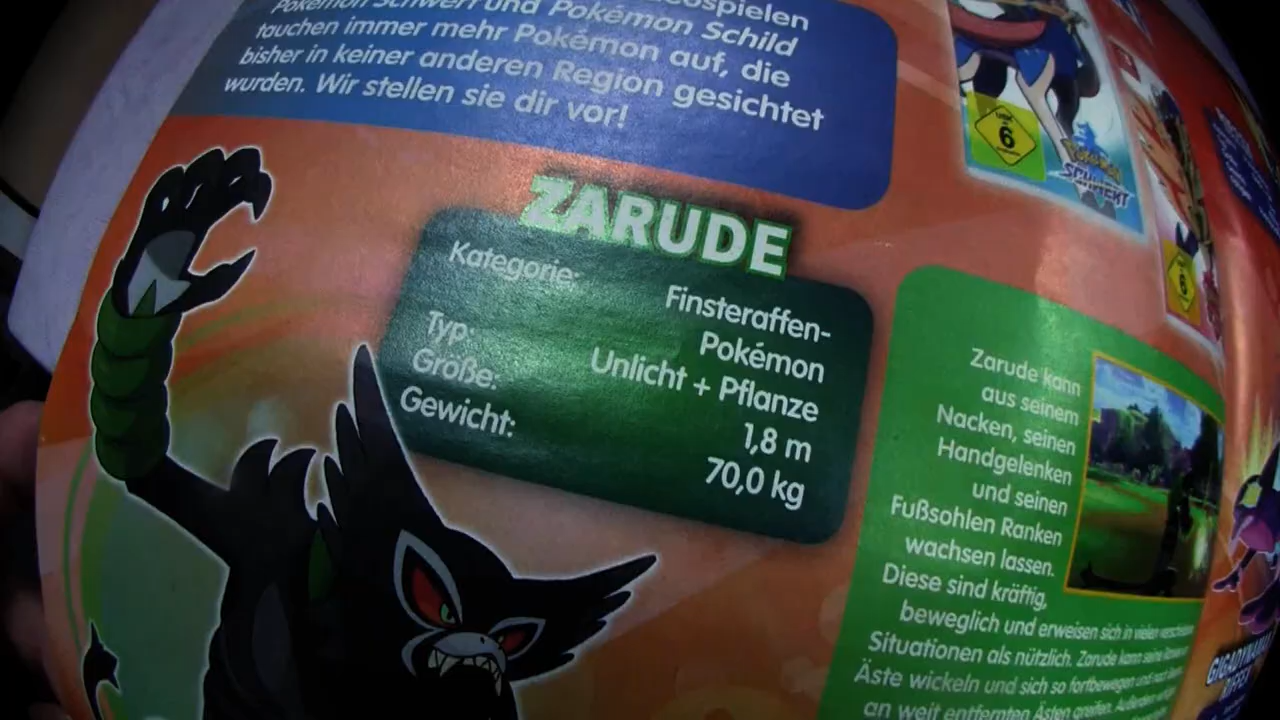 Pokémon Schwert und Pokémon Schild
tauchen immer mehr Pokémon auf, die
bisher in keiner anderen Region gesichtet
wurden. Wir stellen sie dir vor!
6
POKÉMON
SCHWERT
6
ZARUDE
Kategorie: Finsteraffen-
Pokémon
Typ: Unlicht + Pflanze
Größe: 1,8 m
Gewicht: 70,0 kg
Zarude kann
aus seinem
Nacken, seinen
Handgelenken
und seinen
Fußsohlen Ranken
wachsen lassen.
Diese sind kräftig,
beweglich und erweisen sich in vielen
Situationen als nützlich. Zarude kann seine
Äste wickeln und sich so fortbewegen und
an weit entfernten Ästen greifen. Außerdem